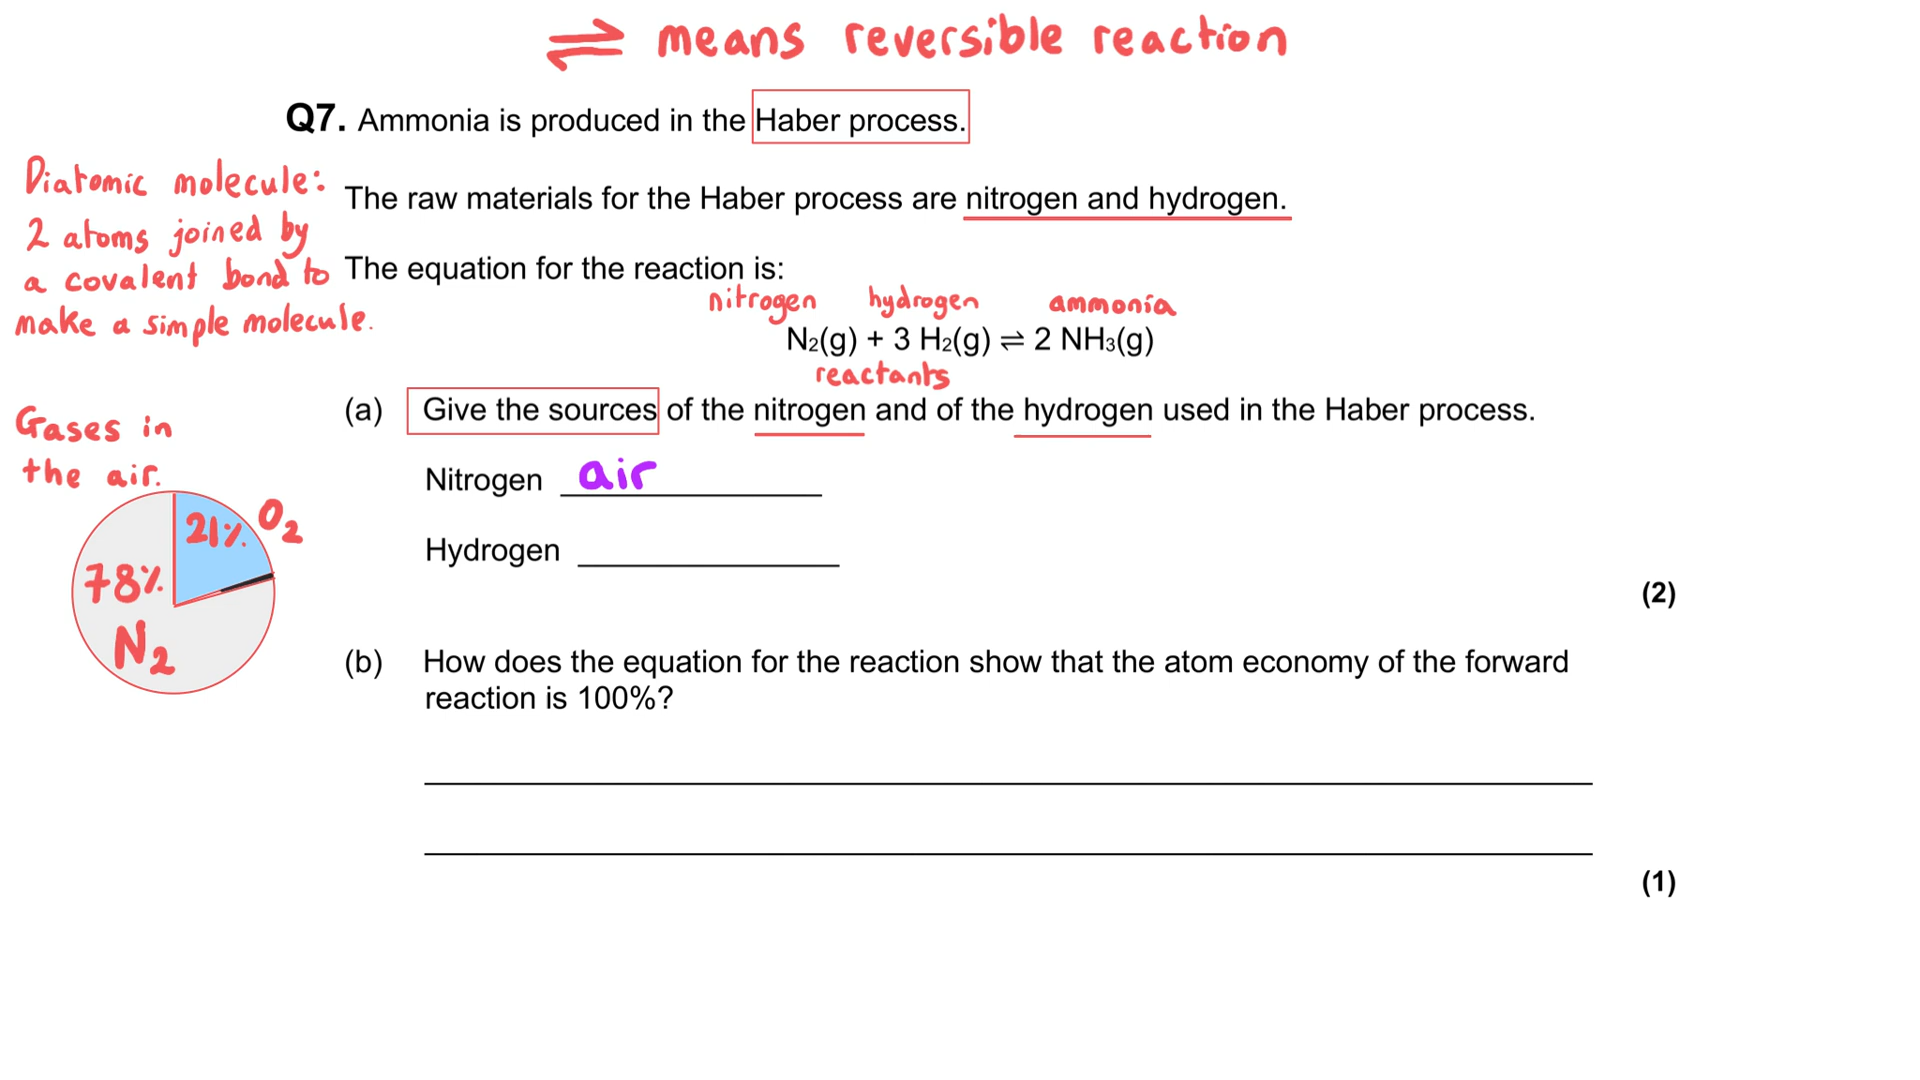 ⇌ means reversible reaction
Q7. Ammonia is produced in the Haber process.
Diatomic molecule:
2 atoms joined by
a covalent bond to
make a simple molecule.
The raw materials for the Haber process are nitrogen and hydrogen.
The equation for the reaction is:
nitrogen hydrogen ammonia
N₂(g) + 3 H₂(g) ⇌ 2 NH₃(g)
reactants
(a) Give the sources of the nitrogen and of the hydrogen used in the Haber process.
Gases in
the air.
21% O₂
78%
N₂
Nitrogen air
Hydrogen
(2)
(b) How does the equation for the reaction show that the atom economy of the forward
reaction is 100%?
(1)